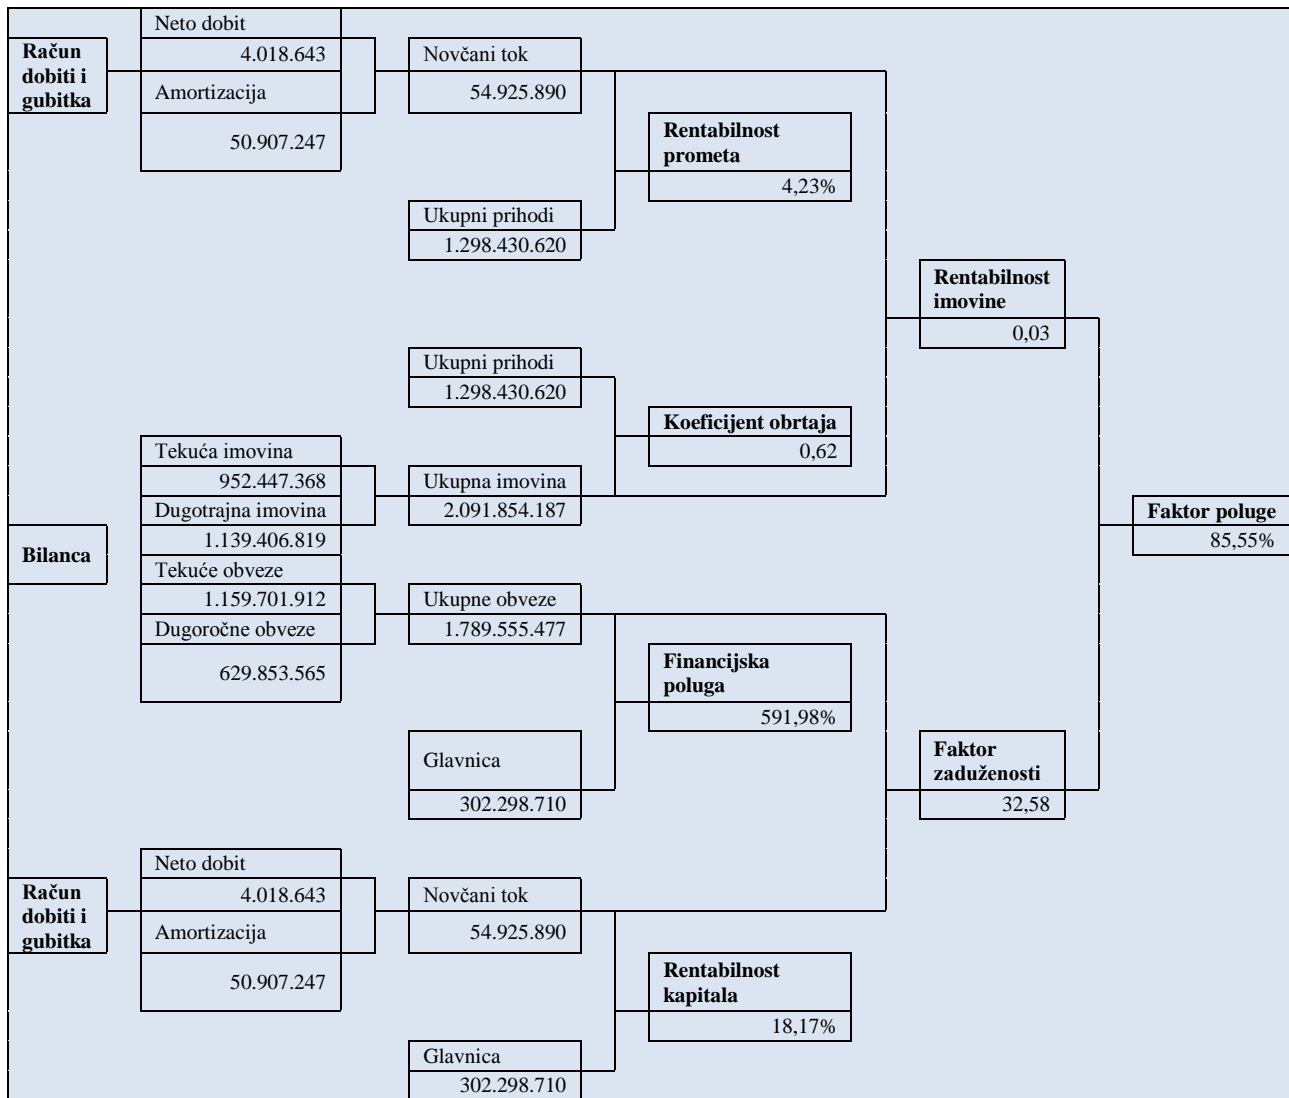 Neto dobit
Račun
dobiti i
gubitka
4.018.643
Novčani tok
Amortizacija
54.925.890
50.907.247
Rentabilnost
prometa
4,23%
Ukupni prihodi
1.298.430.620
Rentabilnost
imovine
0,03
Ukupni prihodi
1.298.430.620
Koeficijent obrtaja
0,62
Tekuća imovina
952.447.368
Ukupna imovina
Dugotrajna imovina
2.091.854.187
Faktor poluge
1.139.406.819
85,55%
Bilanca
Tekuće obveze
1.159.701.912
Ukupne obveze
Dugoročne obveze
1.789.555.477
629.853.565
Financijska
poluga
591,98%
Glavnica
302.298.710
Faktor
zaduženosti
32,58
Neto dobit
Račun
dobiti i
gubitka
4.018.643
Novčani tok
Amortizacija
54.925.890
50.907.247
Rentabilnost
kapitala
18,17%
Glavnica
302.298.710